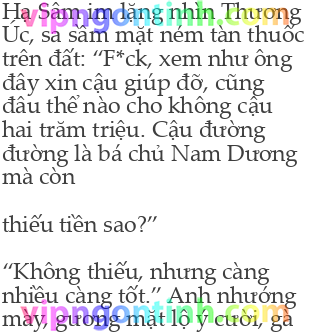 Hạ Sâm im lặng nhìn Thương
Ức, sa sầm mặt ném tàn thuốc
trên đất: “F*ck, xem như ông
đây xin cậu giúp đỡ, cũng
đâu thể nào cho không cậu
hai trăm triệu. Cậu đường
đường là bá chủ Nam Dương
mà còn
thiếu tiền sao?”
“Không thiếu, nhưng càng
nhiều càng tốt.” Anh nhướng
mày, gương mặt lộ ý cười, gã
vipngontinh.com
vipngontinh.com